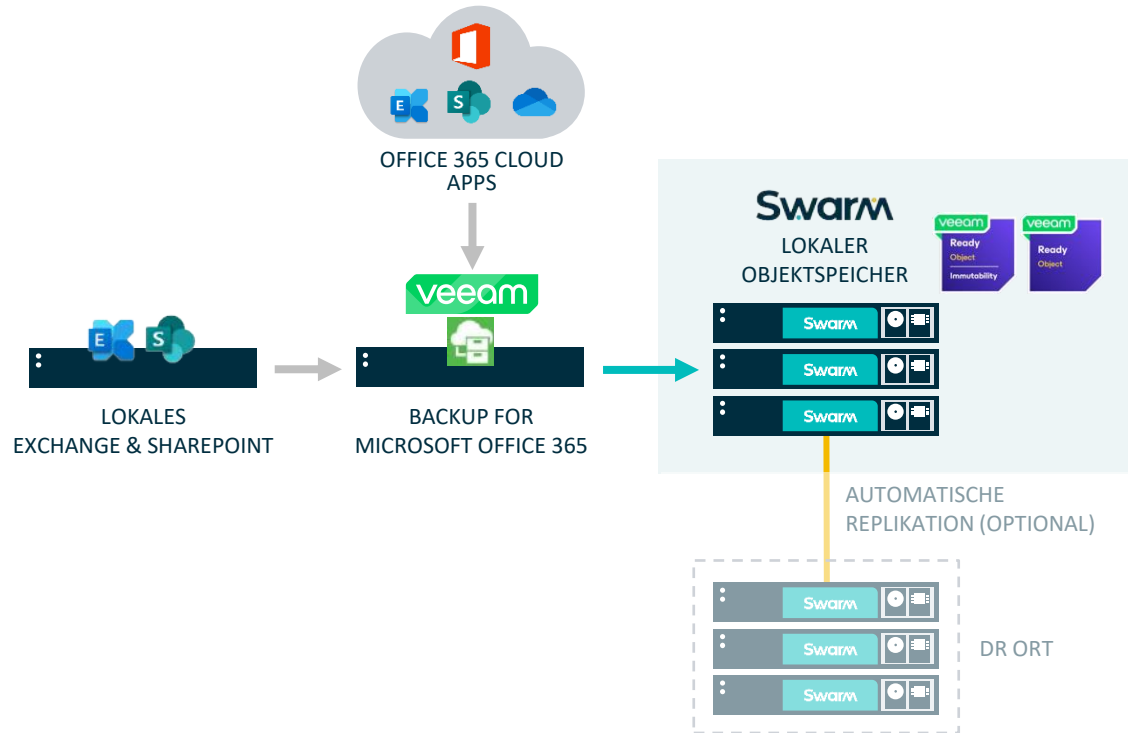 E
S
OFFICE 365 CLOUD
APPS
Swarm
LOKALER
OBJEKTSPEICHER
veeam
Ready
Object
Immutability
veeam
Ready
Object
veeam
E
S
LOKALES
EXCHANGE & SHAREPOINT
BACKUP FOR
MICROSOFT OFFICE 365
Swarm
Swarm
Swarm
AUTOMATISCHE
REPLIKATION (OPTIONAL)
Swarm
Swarm
Swarm
DR ORT